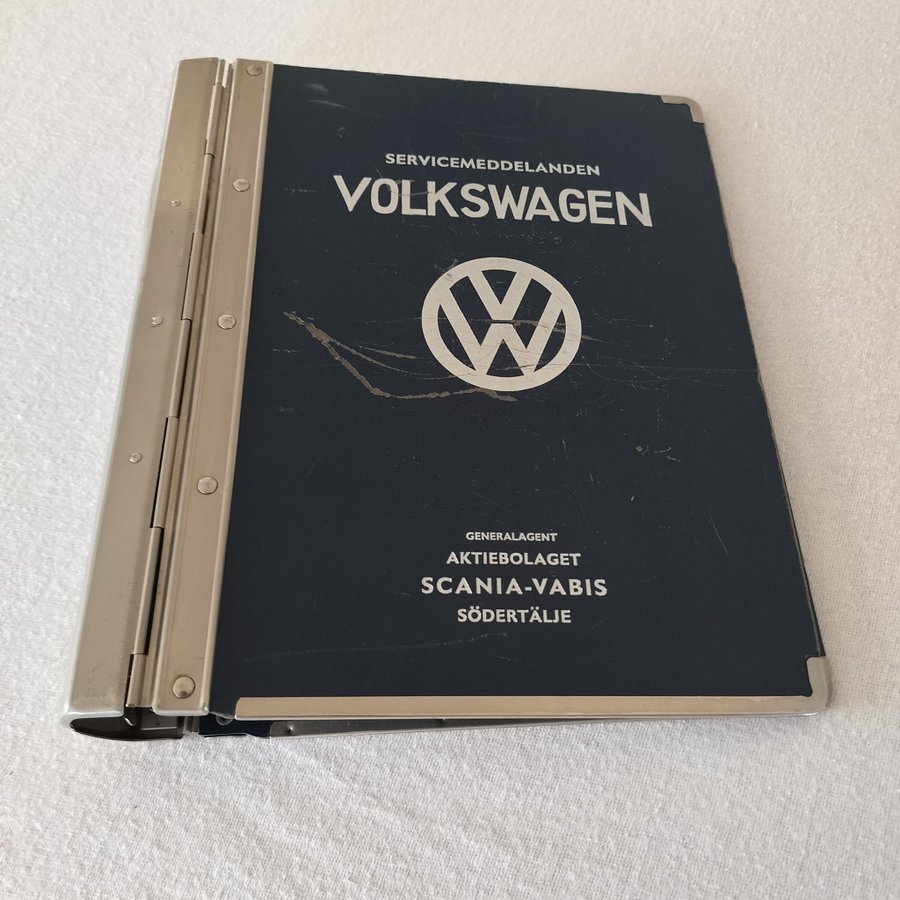 SERVICEMEDDELANDEN
VOLKSWAGEN
VW
GENERALAGENT
AKTIEBOLAGET
SCANIA-VABIS
SÖDERTÄLJE